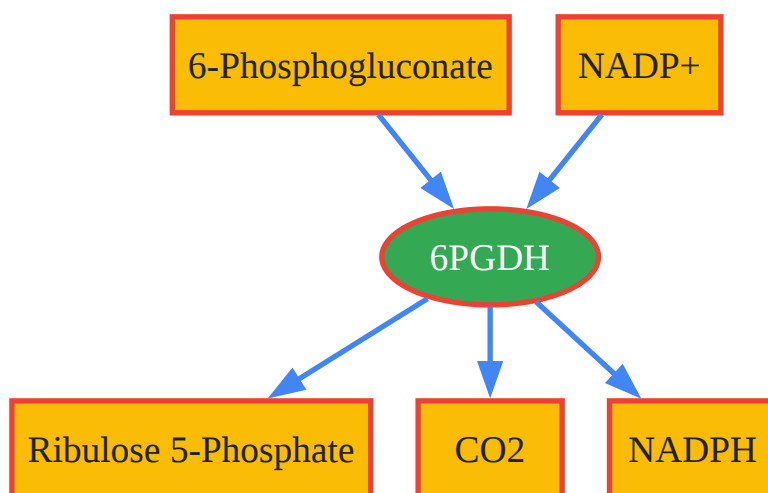 6-Phosphogluconate
NADP+
6PGDH
Ribulose 5-Phosphate
CO2
NADPH